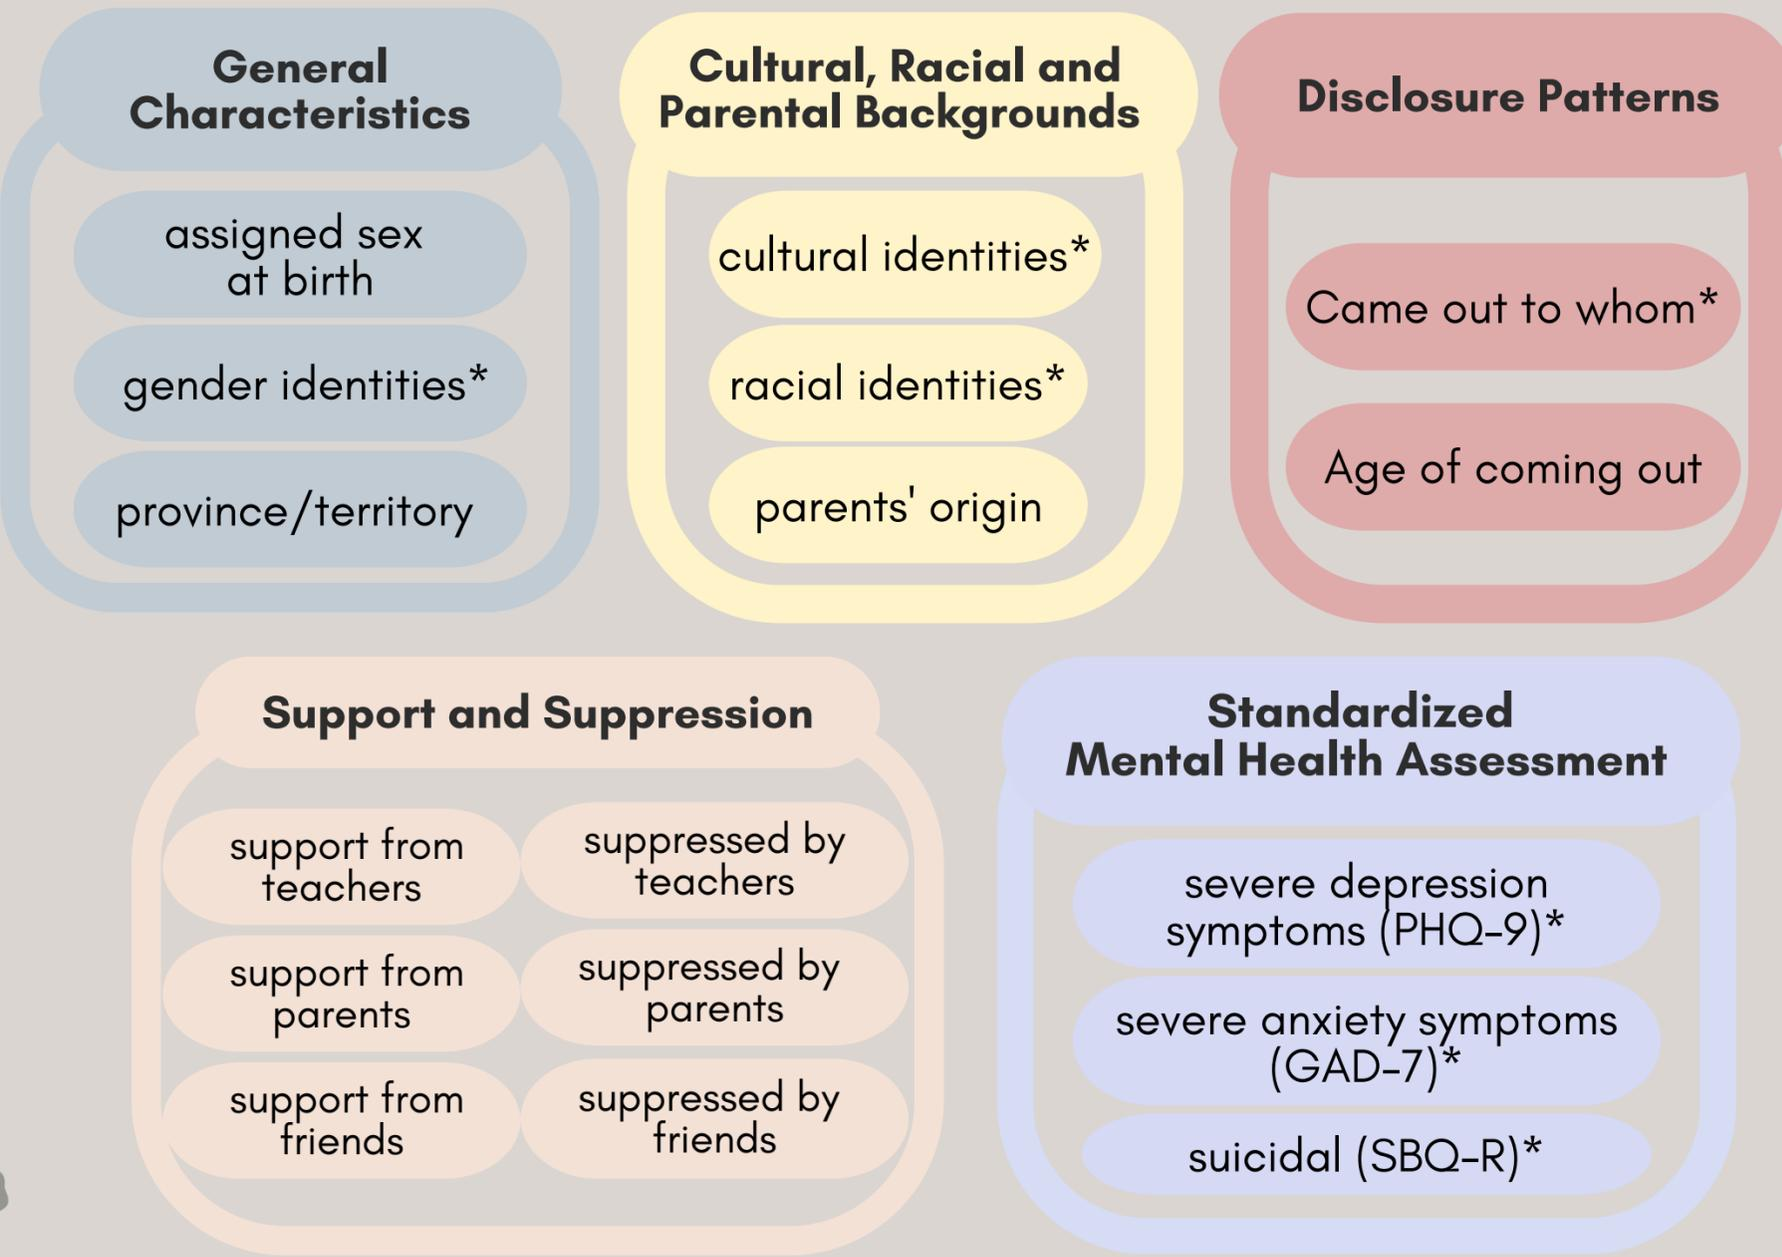 General
Characteristics
assigned sex
at birth
gender identities*
province/territory
Cultural, Racial and
Parental Backgrounds
cultural identities*
racial identities*
parents' origin
Disclosure Patterns
Came out to whom*
Age of coming out
Support and Suppression
support from
teachers
suppressed by
teachers
support from
parents
suppressed by
parents
support from
friends
suppressed by
friends
Standardized
Mental Health Assessment
severe depression
symptoms (PHQ-9)*
severe anxiety symptoms
(GAD-7)*
suicidal (SBQ-R)*